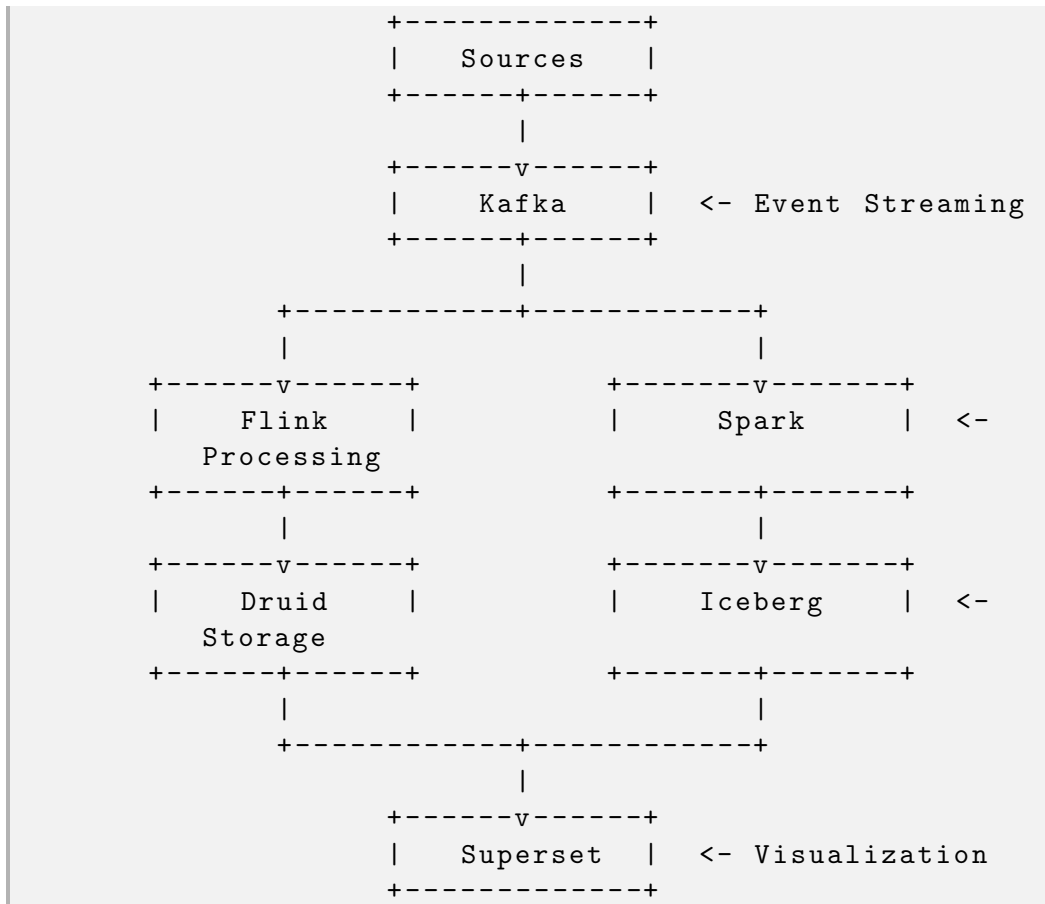 +-------------+
|   Sources   |
+------+------+
|
+------v------+
|    Kafka    |  <- Event Streaming
+------+------+
|
+------------+------------+
|                         |
+------v------+          +-------v-------+
|    Flink    |          |     Spark     |  <-
Processing
+------+------+          +-------+-------+
|                         |
+------v------+          +-------v-------+
|    Druid    |          |    Iceberg    |  <-
Storage
+------+------+          +-------+-------+
|                         |
+------------+------------+
|
+------v------+
|   Superset  |  <- Visualization
+-------------+